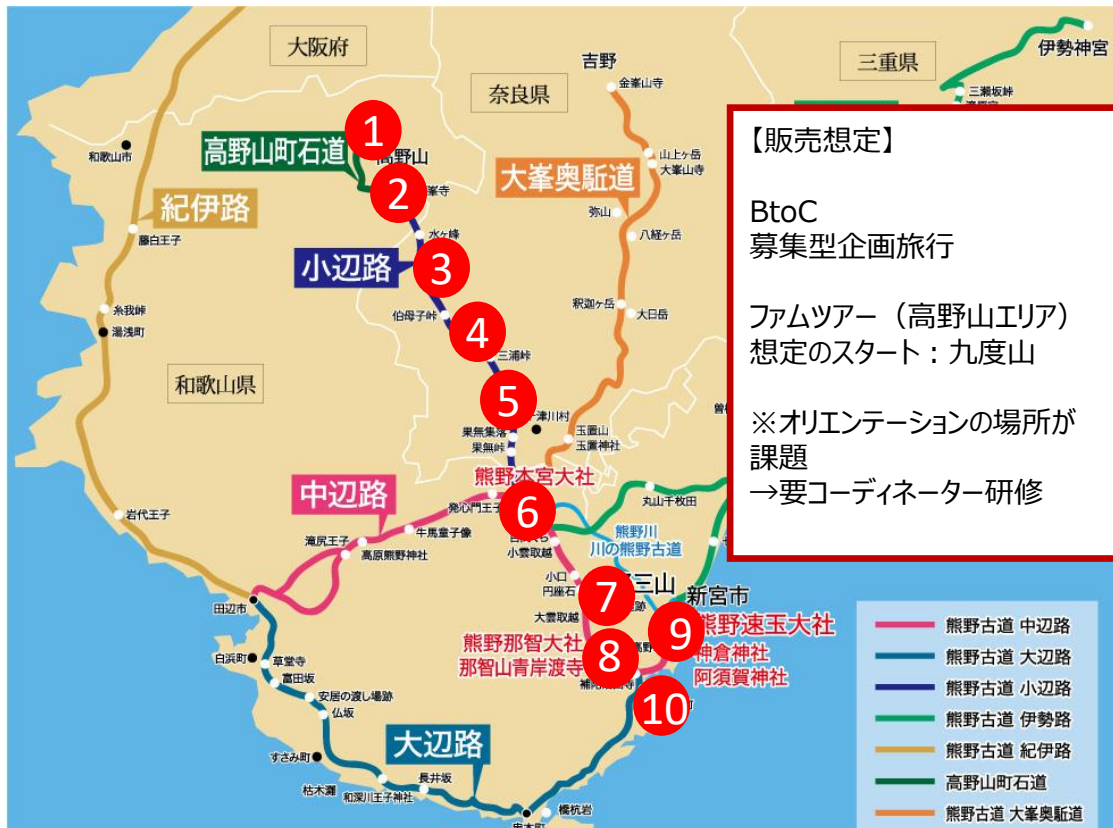 大阪府
奈良県
三重県
和歌山県
吉野
金峯山寺
伊勢神宮
三瀬坂峠
和歌山市
高野山町石道
高野山
1
2
峯寺
山上ヶ岳
大峯山寺
大峯奥駈道
弥山
八経ヶ岳
紀伊路
藤白王子
水ヶ峰
小辺路
3
伯母子峠
4
釈迦ヶ岳
大日岳
糸我峠
湯浅町
三浦峠
5
津川村
果無集落
果無峠
玉置山
玉置神社
熊野本宮大社
中辺路
発心門王子
6
丸山千枚田
岩代王子
牛馬童子像
滝尻王子
高原熊野神社
小雲取越
熊野川
川の熊野古道
小口
円座石
7
三山
新宮市
大雲取越
跡
9
熊野速玉大社
神倉神社
阿須賀神社
熊野那智大社
那智山青岸渡寺
8
10
田辺市
白浜町
草堂寺
富田坂
安居の渡し場跡
仏坂
すさみ町
枯木灘
和深川王子神社
長井坂
大辺路
橋杭岩
【販売想定】
BtoC
募集型企画旅行
ファムツアー（高野山エリア）
想定のスタート：九度山
※オリエンテーションの場所が
課題
→要コーディネーター研修
熊野古道 中辺路
熊野古道 大辺路
熊野古道 小辺路
熊野古道 伊勢路
熊野古道 紀伊路
高野山町石道
熊野古道 大峯奥駈道